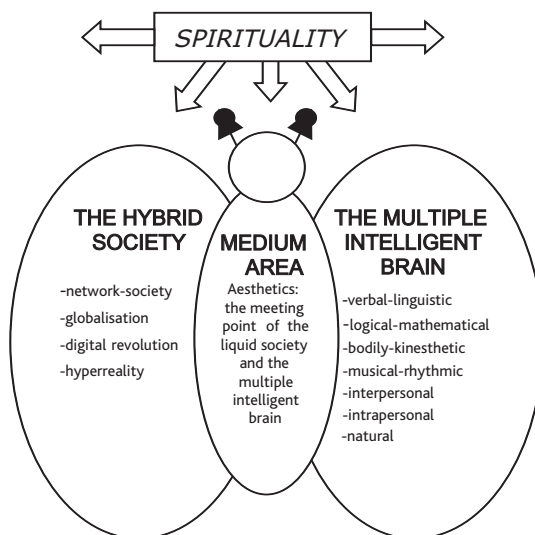 SPIRITUALITY
THE HYBRID
SOCIETY
-network-society
-globalisation
-digital revolution
-hyperreality
MEDIUM
AREA
Aesthetics:
the meeting
point of the
liquid society
and the
multiple
intelligent
brain
THE MULTIPLE
INTELLIGENT
BRAIN
-verbal-linguistic
-logical-mathematical
-bodily-kinesthetic
-musical-rhythmic
-interpersonal
-intrapersonal
-natural